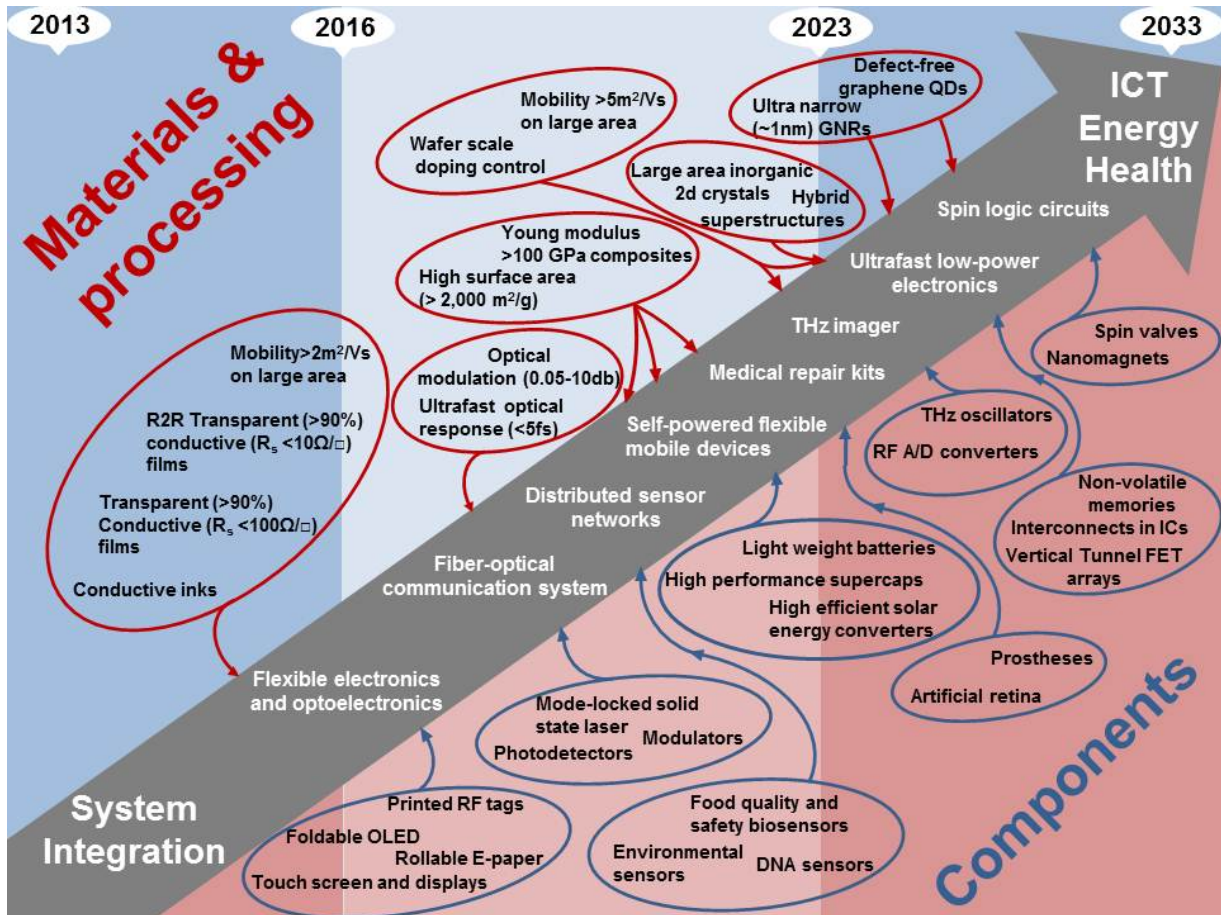 2013
2016
2023
2033
Materials &
processing
Mobility >5m²/Vs
on large area
Wafer scale
doping control
Defect-free
graphene QDs
Ultra narrow
(~1nm) GNRs
ICT
Energy
Health
Large area inorganic
2d crystals
Hybrid
superstructures
Spin logic circuits
Young modulus
>100 GPa composites
High surface area
(> 2,000 m²/g)
Ultrafast low-power
electronics
THz imager
Mobility>2m²/Vs
on large area
R2R Transparent (>90%)
conductive (Rs <10Ω/□)
films
Transparent (>90%)
Conductive (Rs <100Ω/□)
films
Conductive inks
Optical
modulation (0.05-10db)
Ultrafast optical
response (<5fs)
Medical repair kits
Self-powered flexible
mobile devices
Distributed sensor
networks
Fiber-optical
communication system
Flexible electronics
and optoelectronics
System
Integration
Spin valves
Nanomagnets
THz oscillators
RF A/D converters
Non-volatile
memories
Interconnects in ICs
Vertical Tunnel FET
arrays
Light weight batteries
High performance supercaps
High efficient solar
energy converters
Prostheses
Artificial retina
Mode-locked solid
state laser
Modulators
Photodetectors
Printed RF tags
Foldable OLED
Rollable E-paper
Touch screen and displays
Food quality and
safety biosensors
Environmental
sensors
DNA sensors
Components